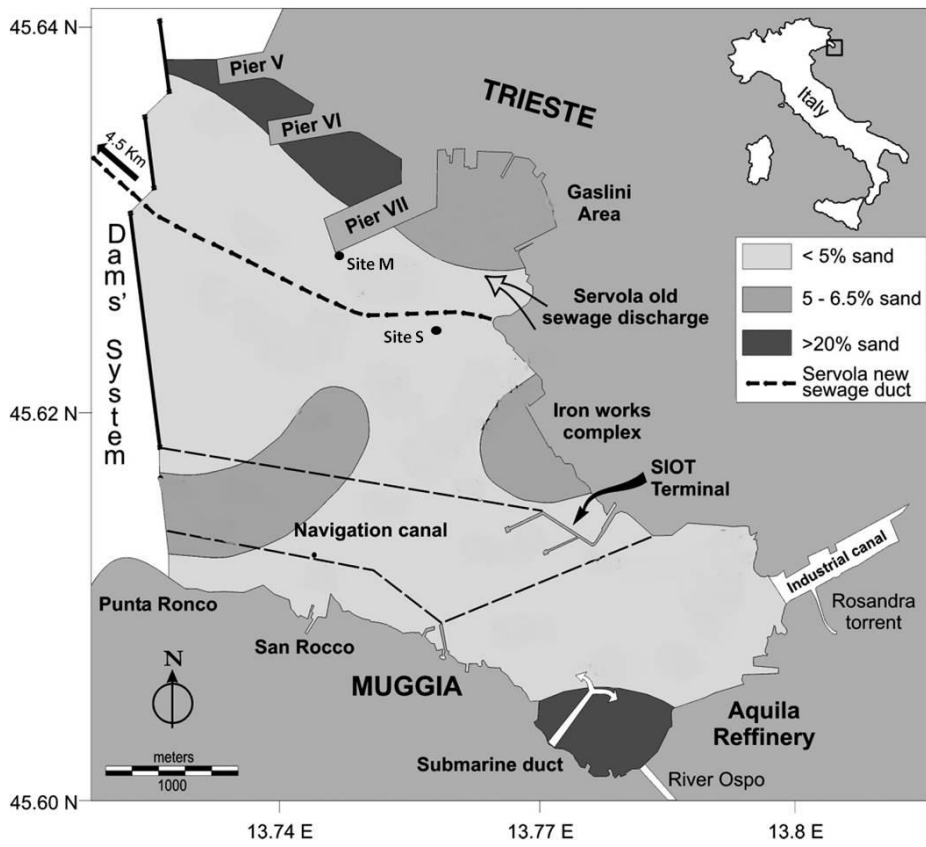 45.64 N
45.62 N
45.60 N
13.74 E
13.77 E
13.8 E
Pier V
Pier VI
Pier VII
TRIESTE
Italy
4.5 Km
Dams' System
Gaslini
Area
Site M
Site S
Servola old
sewage discharge
< 5% sand
5 - 6.5% sand
>20% sand
Servola new
sewage duct
Iron works
complex
SIOT
Terminal
Navigation canal
Industrial canal
Rosandra
torrent
Punta Ronco
San Rocco
MUGGIA
Aquila
Reffinery
Submarine duct
River Ospo
N
meters
1000